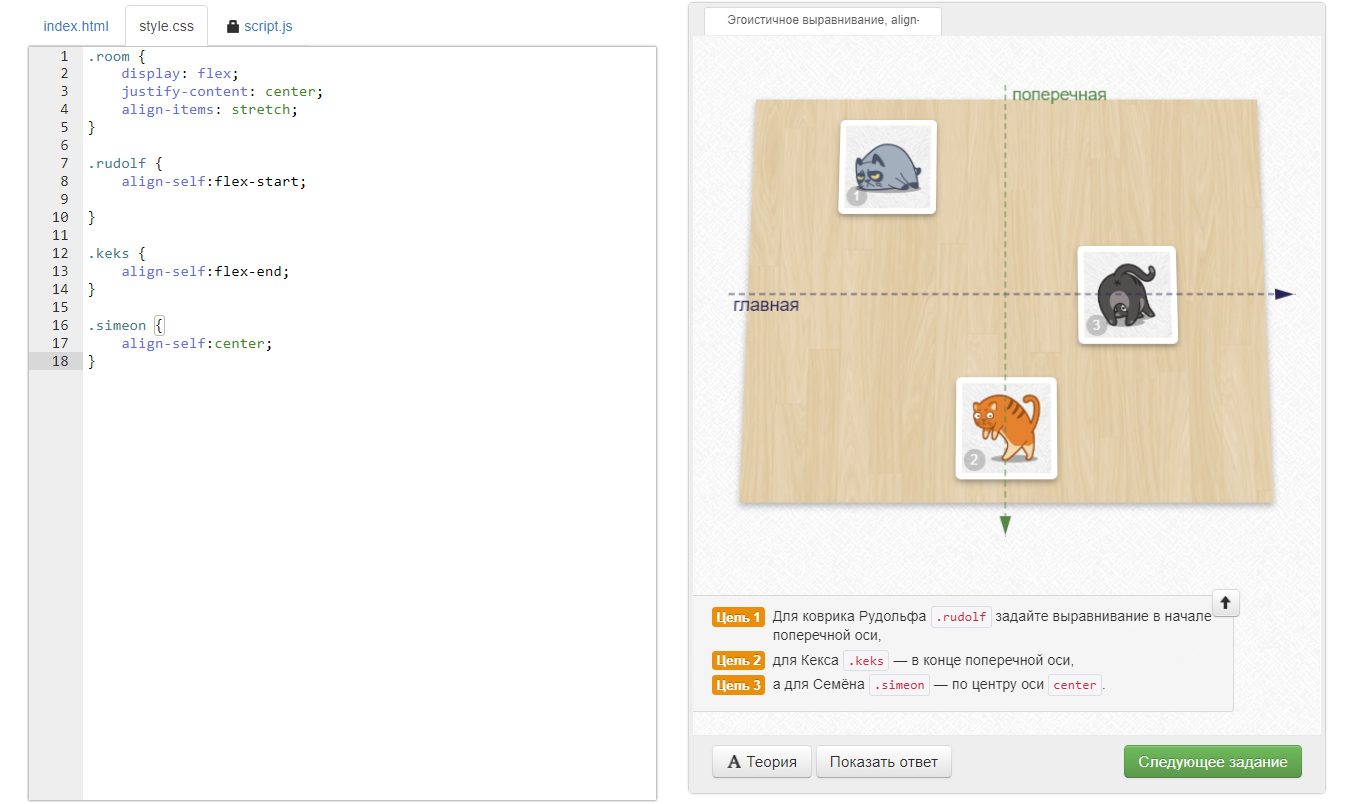 index.html style.css script.js
1 .room {
2 display: flex;
3 justify-content: center;
4 align-items: stretch;
5 }
6
7 .rudolf {
8 align-self:flex-start;
9
10 }
11
12 .keks {
13 align-self:flex-end;
14 }
15
16 .simeon {
17 align-self:center;
18 }
Эгоистичное выравнивание, align-
поперечная
1
главная
3
2
Цель 1 Для коврика Рудольфа .rudolf задайте выравнивание в начале
поперечной оси,
Цель 2 для Кекса .keks — в конце поперечной оси,
Цель 3 а для Семёна .simeon — по центру оси center.
A Теория Показать ответ Следующее задание